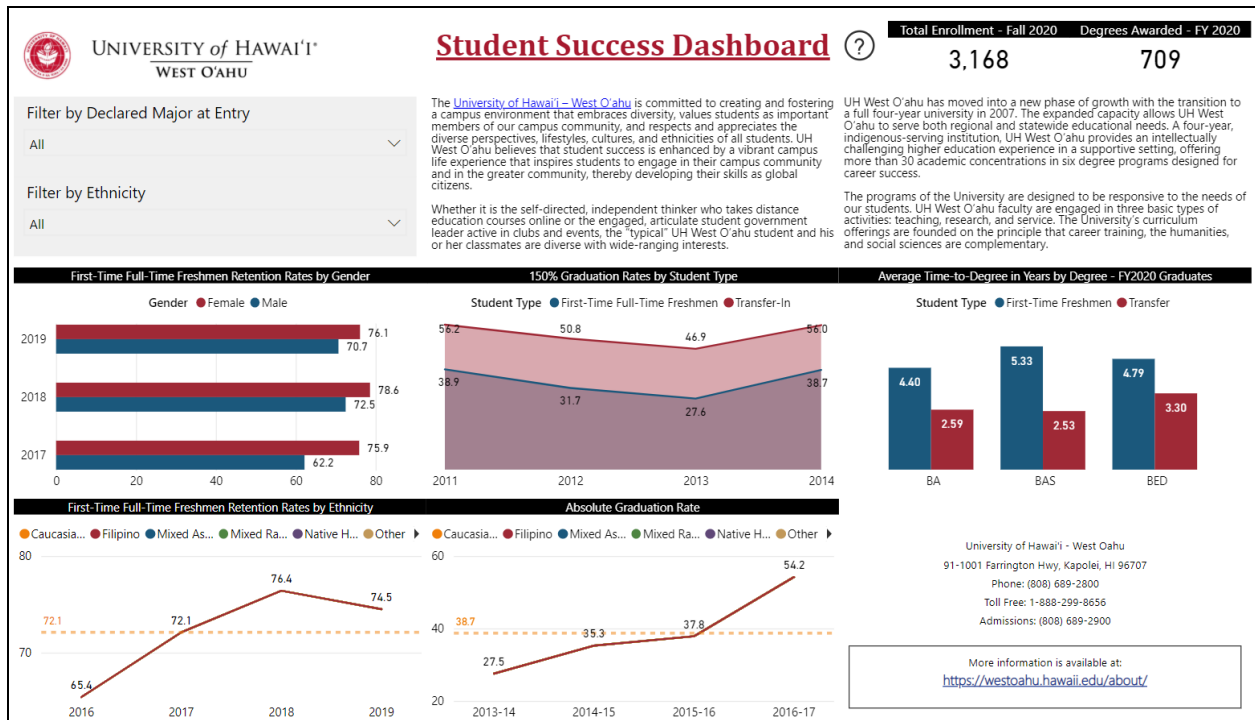 UNIVERSITY of HAWAIʻI®
WEST OʻAHU
Student Success Dashboard
?
Total Enrollment - Fall 2020
3,168
Degrees Awarded - FY 2020
709
Filter by Declared Major at Entry
All
Filter by Ethnicity
All
The University of Hawaiʻi – West Oʻahu is committed to creating and fostering
a campus environment that embraces diversity, values students as important
members of our campus community, and respects and appreciates the
diverse perspectives, lifestyles, cultures, and ethnicities of all students. UH
West Oʻahu believes that student success is enhanced by a vibrant campus
life experience that inspires students to engage in their campus community
and in the greater community, thereby developing their skills as global
citizens.
Whether it is the self-directed, independent thinker who takes distance
education courses online or the engaged, articulate student government
leader active in clubs and events, the "typical" UH West Oʻahu student and his
or her classmates are diverse with wide-ranging interests.
UH West Oʻahu has moved into a new phase of growth with the transition to
a full four-year university in 2007. The expanded capacity allows UH West
Oʻahu to serve both regional and statewide educational needs. A four-year,
indigenous-serving institution, UH West Oʻahu provides an intellectually
challenging higher education experience in a supportive setting, offering
more than 30 academic concentrations in six degree programs designed for
career success.
The programs of the University are designed to be responsive to the needs of
our students. UH West Oʻahu faculty are engaged in three basic types of
activities: teaching, research, and service. The University's curriculum
offerings are founded on the principle that career training, the humanities,
and social sciences are complementary.
First-Time Full-Time Freshmen Retention Rates by Gender
Gender Female Male
2019
76.1
70.7
2018
78.6
72.5
2017
75.9
62.2
0 20 40 60 80
150% Graduation Rates by Student Type
Student Type First-Time Full-Time Freshmen Transfer-In
56.2 50.8 46.9 56.0
38.9 31.7 27.6 38.7
2011 2012 2013 2014
Average Time-to-Degree in Years by Degree - FY2020 Graduates
Student Type First-Time Freshmen Transfer
4.40 2.59 5.33 2.53 4.79 3.30
BA BAS BED
First-Time Full-Time Freshmen Retention Rates by Ethnicity
Caucasia... Filipino Mixed As... Mixed Ra... Native H... Other
80
76.4
74.5
72.1 72.1
70
65.4
2016 2017 2018 2019
Absolute Graduation Rate
Caucasia... Filipino Mixed As... Mixed Ra... Native H... Other
60
54.2
38.7
40
37.8
35.3
27.5
20
2013-14 2014-15 2015-16 2016-17
University of Hawaiʻi - West Oahu
91-1001 Farrington Hwy, Kapolei, HI 96707
Phone: (808) 689-2800
Toll Free: 1-888-299-8656
Admissions: (808) 689-2900
More information is available at:
https://westoahu.hawaii.edu/about/